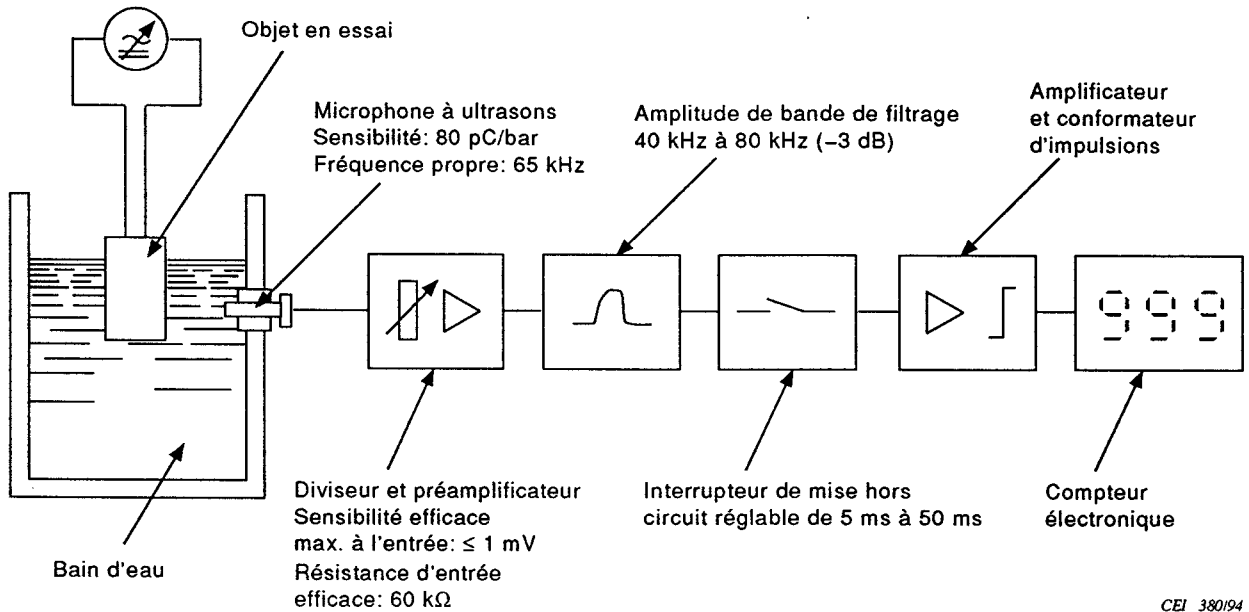 Objet en essai
Microphone à ultrasons
Sensibilité: 80 pC/bar
Fréquence propre: 65 kHz
Amplitude de bande de filtrage
40 kHz à 80 kHz (–3 dB)
Amplificateur
et conformateur
d'impulsions
999
Diviseur et préamplificateur
Sensibilité efficace
max. à l'entrée: ≤ 1 mV
Résistance d'entrée
efficace: 60 kΩ
Interrupteur de mise hors
circuit réglable de 5 ms à 50 ms
Compteur
électronique
Bain d'eau
CEI 380/94